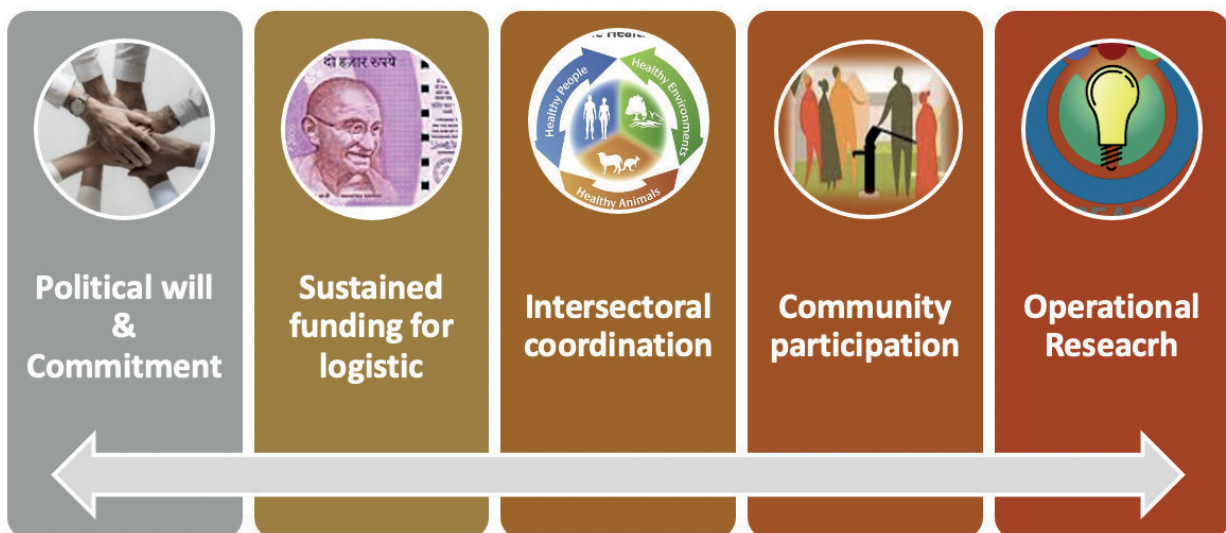 दो हज़ार रुपये
Healthy People
Healthy Environments
Healthy Animals
Political will
&
Commitment
Sustained
funding for
logistic
Intersectoral
coordination
Community
participation
Operational
Reseacrh